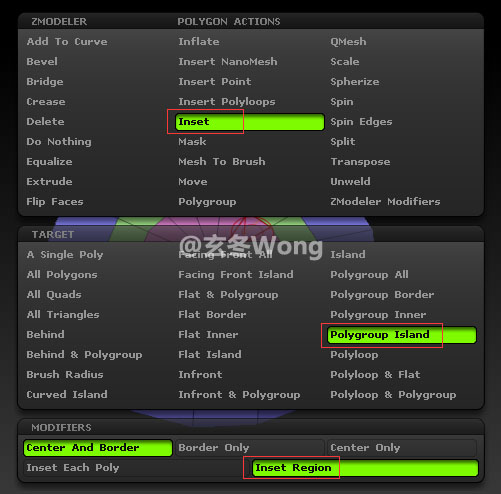 ZMODELER POLYGON ACTIONS
Add To Curve Inflate QMesh
Bevel Insert NanoMesh Scale
Bridge Insert Point Spherize
Crease Insert Polyloops Spin
Delete Inset Spin Edges
Do Nothing Mask Split
Equalize Mesh To Brush Transpose
Extrude Move Unweld
Flip Faces Polygroup ZModeler Modifiers
@玄冬Wong
TARGET
A Single Poly Facing Front All Island
All Polygons Facing Front Island Polygroup All
All Quads Flat & Polygroup Polygroup Border
All Triangles Flat Border Polygroup Inner
Behind Flat Inner Polygroup Island
Behind & Polygroup Flat Island Polyloop
Brush Radius Infront Polyloop & Flat
Curved Island Infront & Polygroup Polyloop & Polygroup
MODIFIERS
Center And Border Border Only Center Only
Inset Each Poly Inset Region